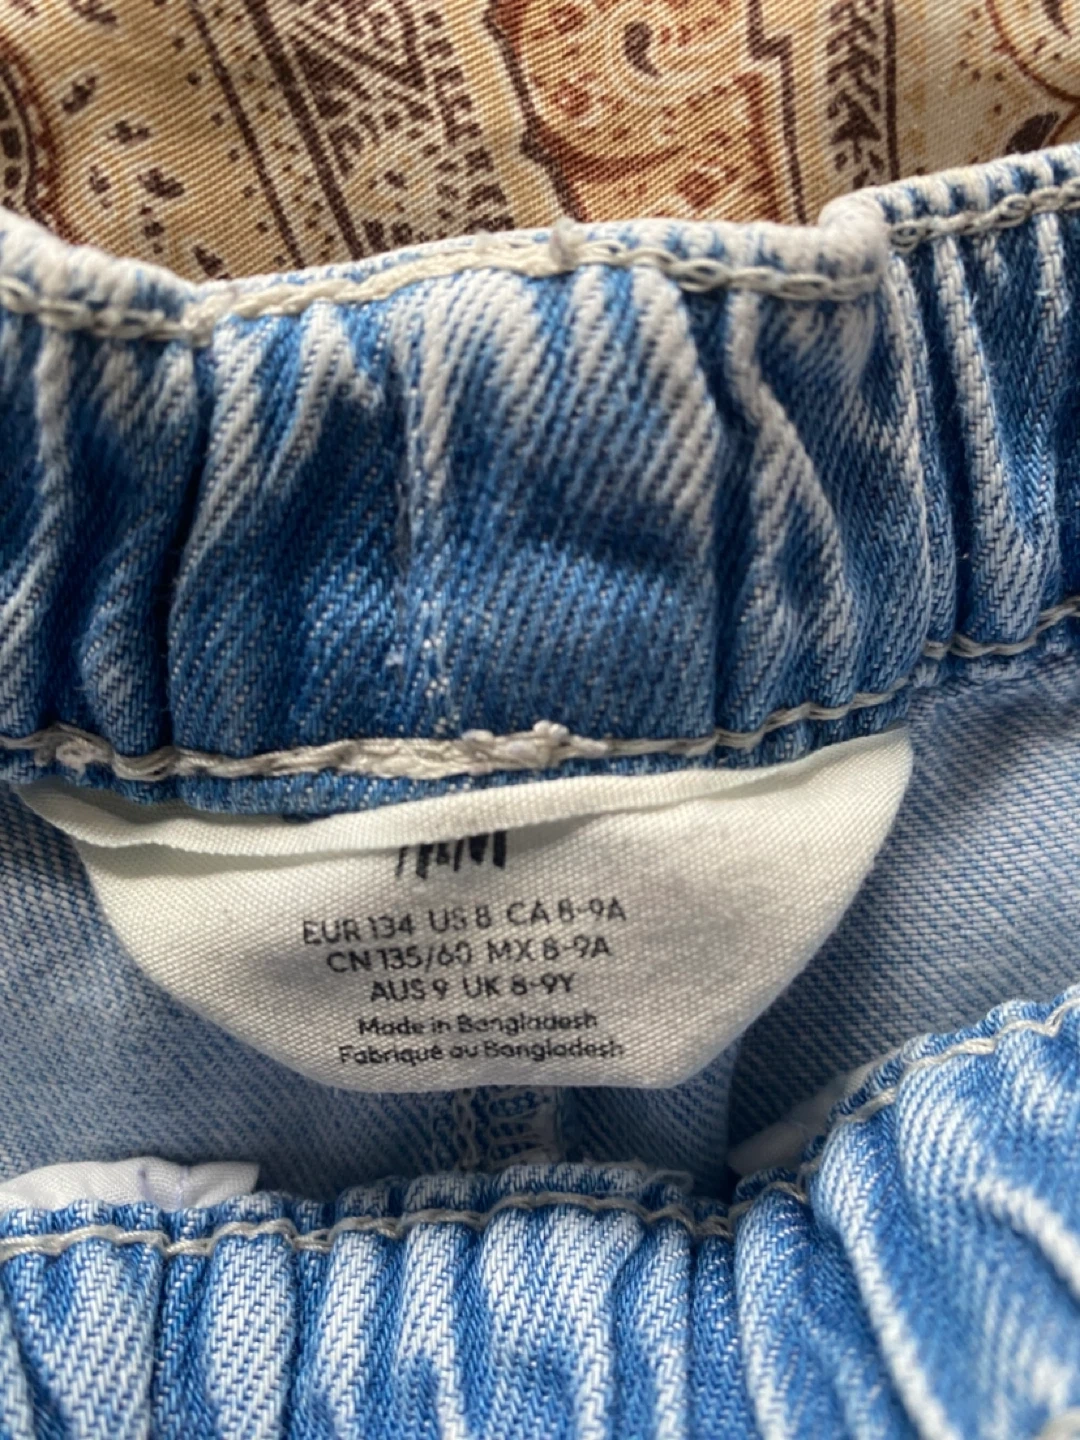 H&M
EUR 134 US 8 CA 8-9A
CN 135/60 MX 8-9A
AUS 9 UK 8-9Y
Made in Bangladesh
Fabriqué au Bangladesh